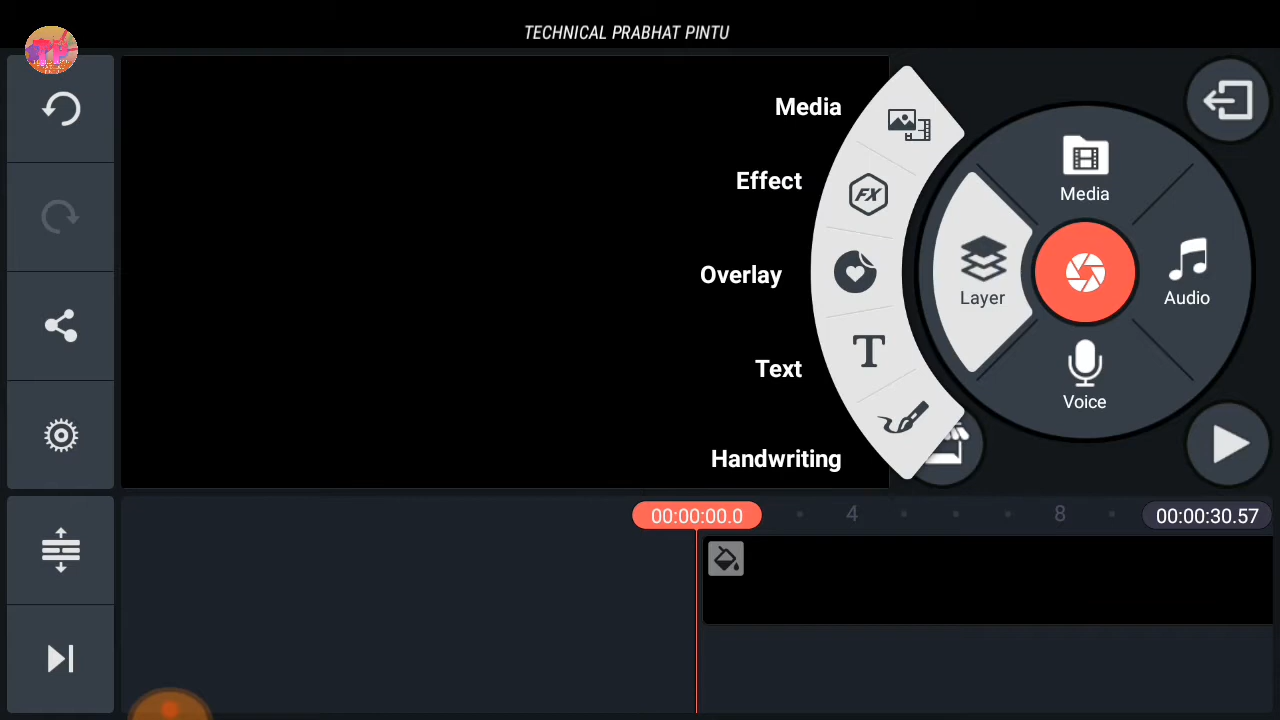 TECHNICAL PRABHAT PINTU
Media
Effect
Overlay
Text
Handwriting
FX
T
Media
Layer
Audio
Voice
00:00:00.0
4
8
00:00:30.57